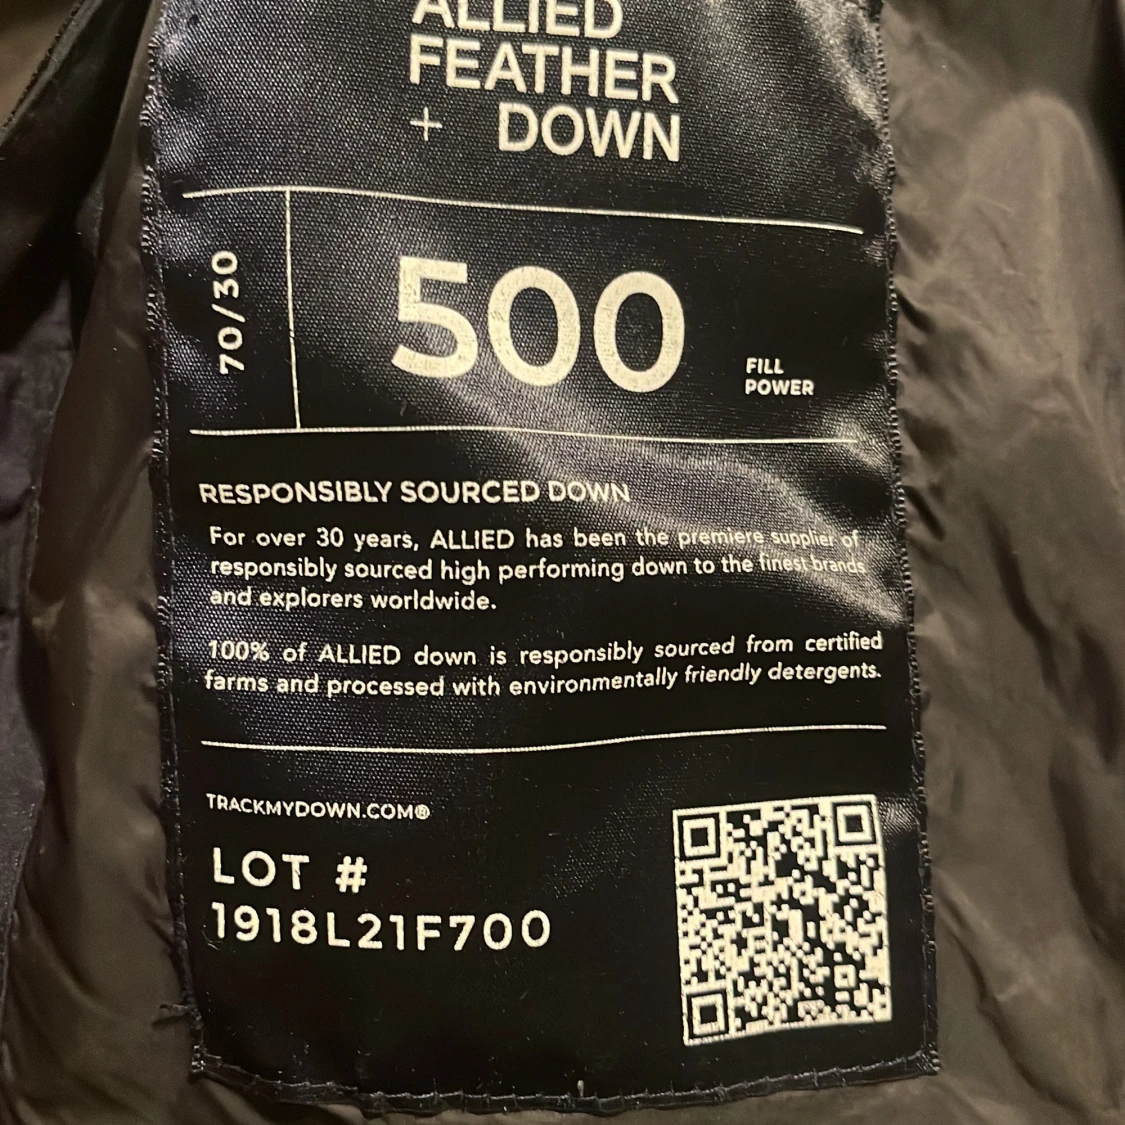 ALLIED
FEATHER
+ DOWN
70/30
500
FILL
POWER
RESPONSIBLY SOURCED DOWN
For over 30 years, ALLIED has been the premiere supplier of
responsibly sourced high performing down to the finest brands
and explorers worldwide.
100% of ALLIED down is responsibly sourced from certified
farms and processed with environmentally friendly detergents.
TRACKMYDOWN.COM®
LOT #
1918L21F700